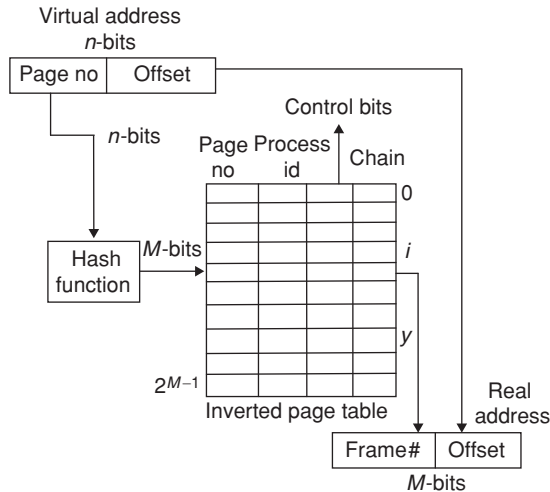 Virtual address
n-bits
Page no Offset
n-bits
Control bits
Page Process
no id
Chain
0
Hash
function
M-bits
i
y
2^{M–1}
Inverted page table
Real
address
Frame# Offset
M-bits